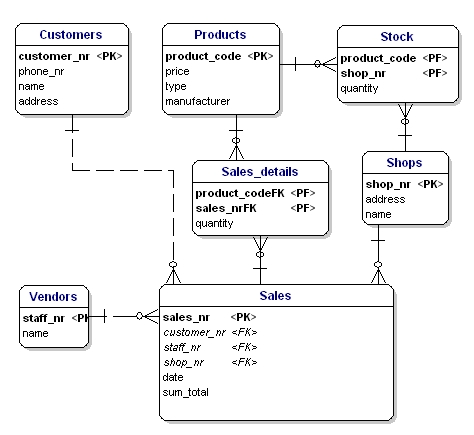 Customers
customer_nr <PK>
phone_nr
name
address
Products
product_code <PK>
price
type
manufacturer
Stock
product_code <PF>
shop_nr <PF>
quantity
Sales_details
product_codeFK <PF>
sales_nrFK <PF>
quantity
Shops
shop_nr <PK>
address
name
Vendors
staff_nr <PK
name
Sales
sales_nr <PK>
customer_nr <FK>
staff_nr <FK>
shop_nr <FK>
date
sum_total